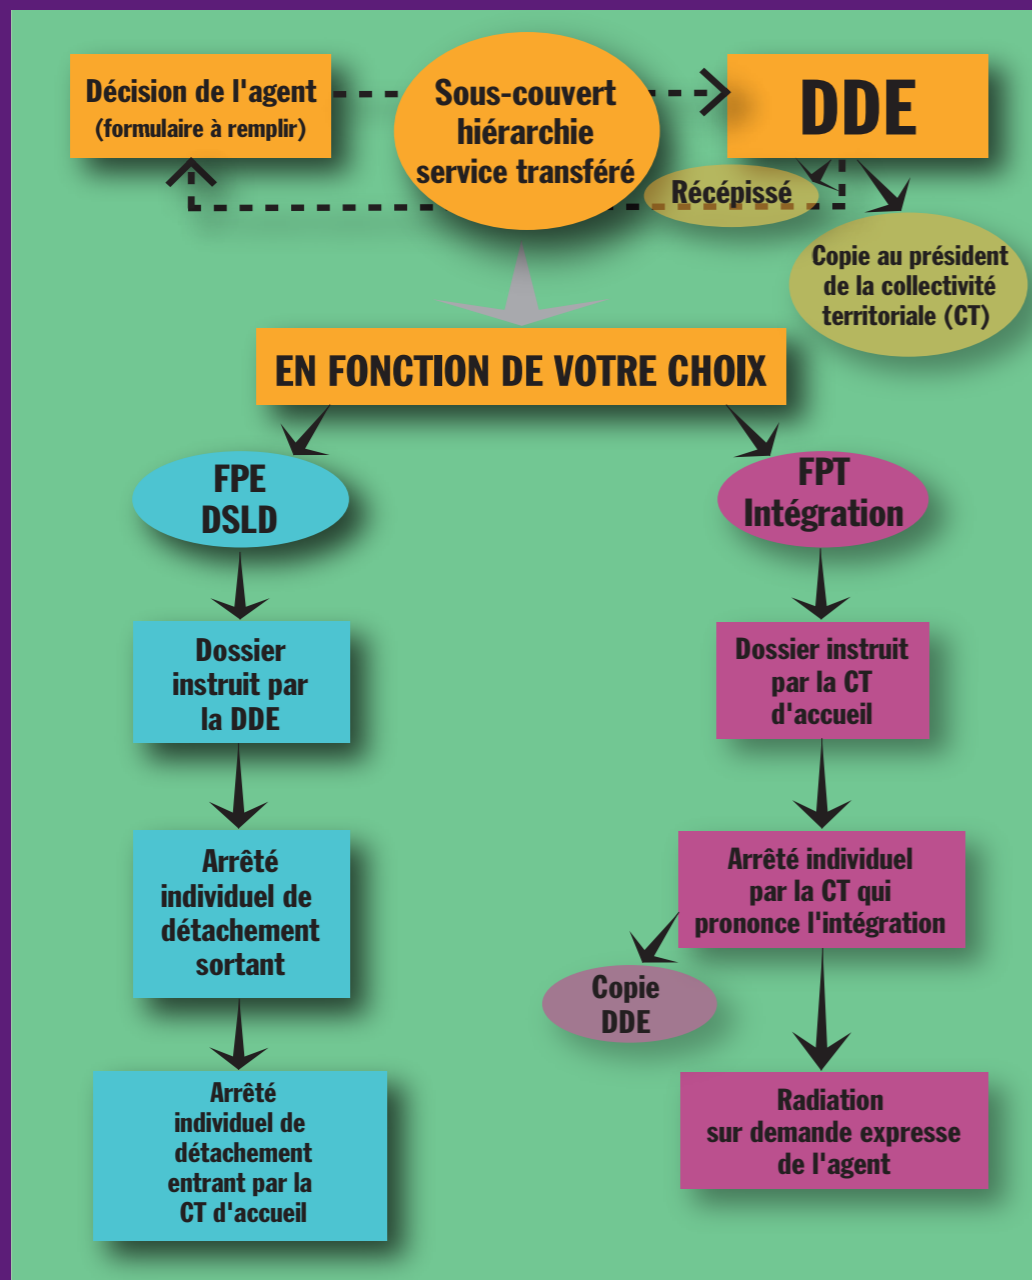 Décision de l'agent
(formulaire à remplir)
Sous-couvert
hiérarchie
service transféré
DDE
Récépissé
Copie au président
de la collectivité
territoriale (CT)
EN FONCTION DE VOTRE CHOIX
FPE
DSLD
Dossier
instruit par
la DDE
Arrêté
individuel de
détachement
sortant
Arrêté
individuel de
détachement
entrant par la
CT d'accueil
FPT
Intégration
Dossier instruit
par la CT
d'accueil
Arrêté individuel
par la CT qui
prononce l'intégration
Copie
DDE
Radiation
sur demande expresse
de l'agent